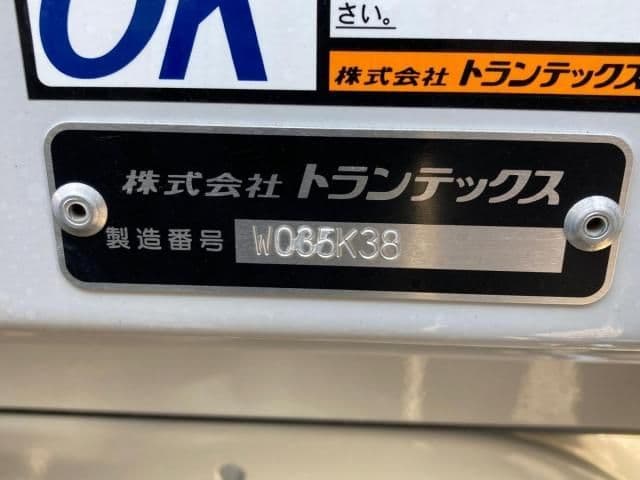 OK
さい。
株式会社 トランテックス
株式会社 トランテックス
製造番号 W035K38